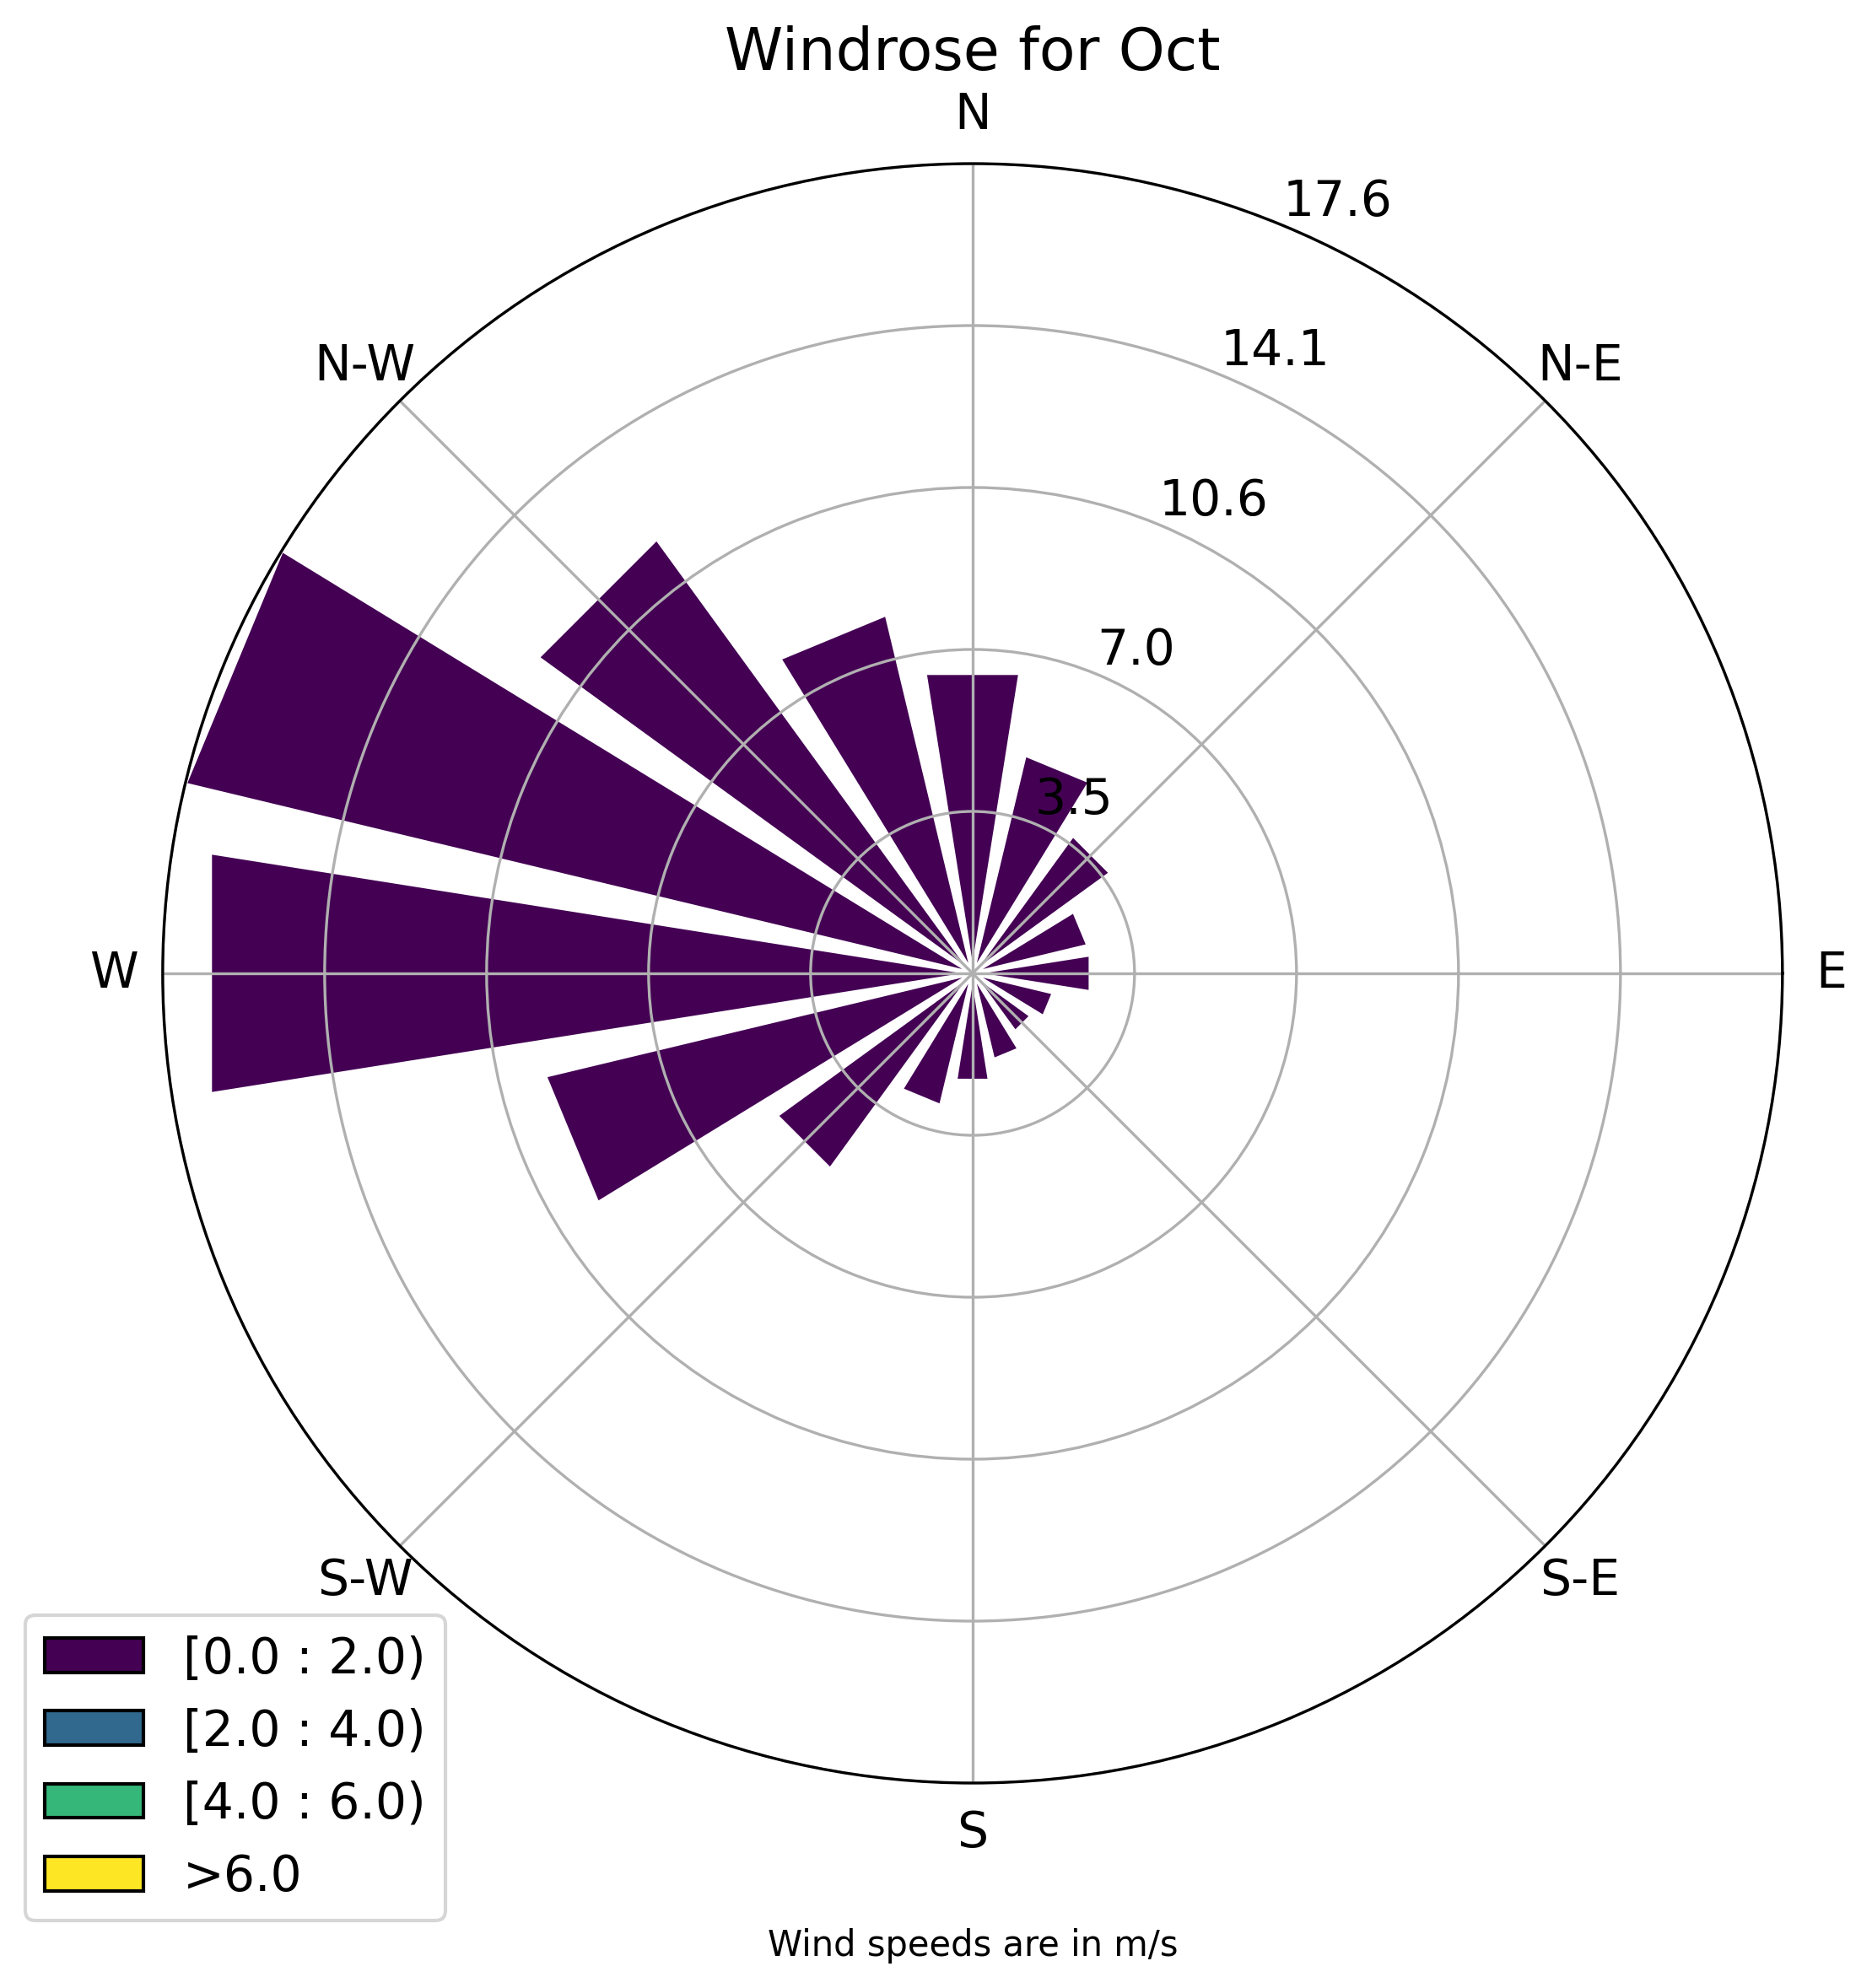 Windrose for Oct
N
17.6
14.1
N-W
N-E
10.6
7.0
3.5
W
E
S-W
S-E
[0.0 : 2.0)
[2.0 : 4.0)
[4.0 : 6.0)
S
>6.0
Wind speeds are in m/s